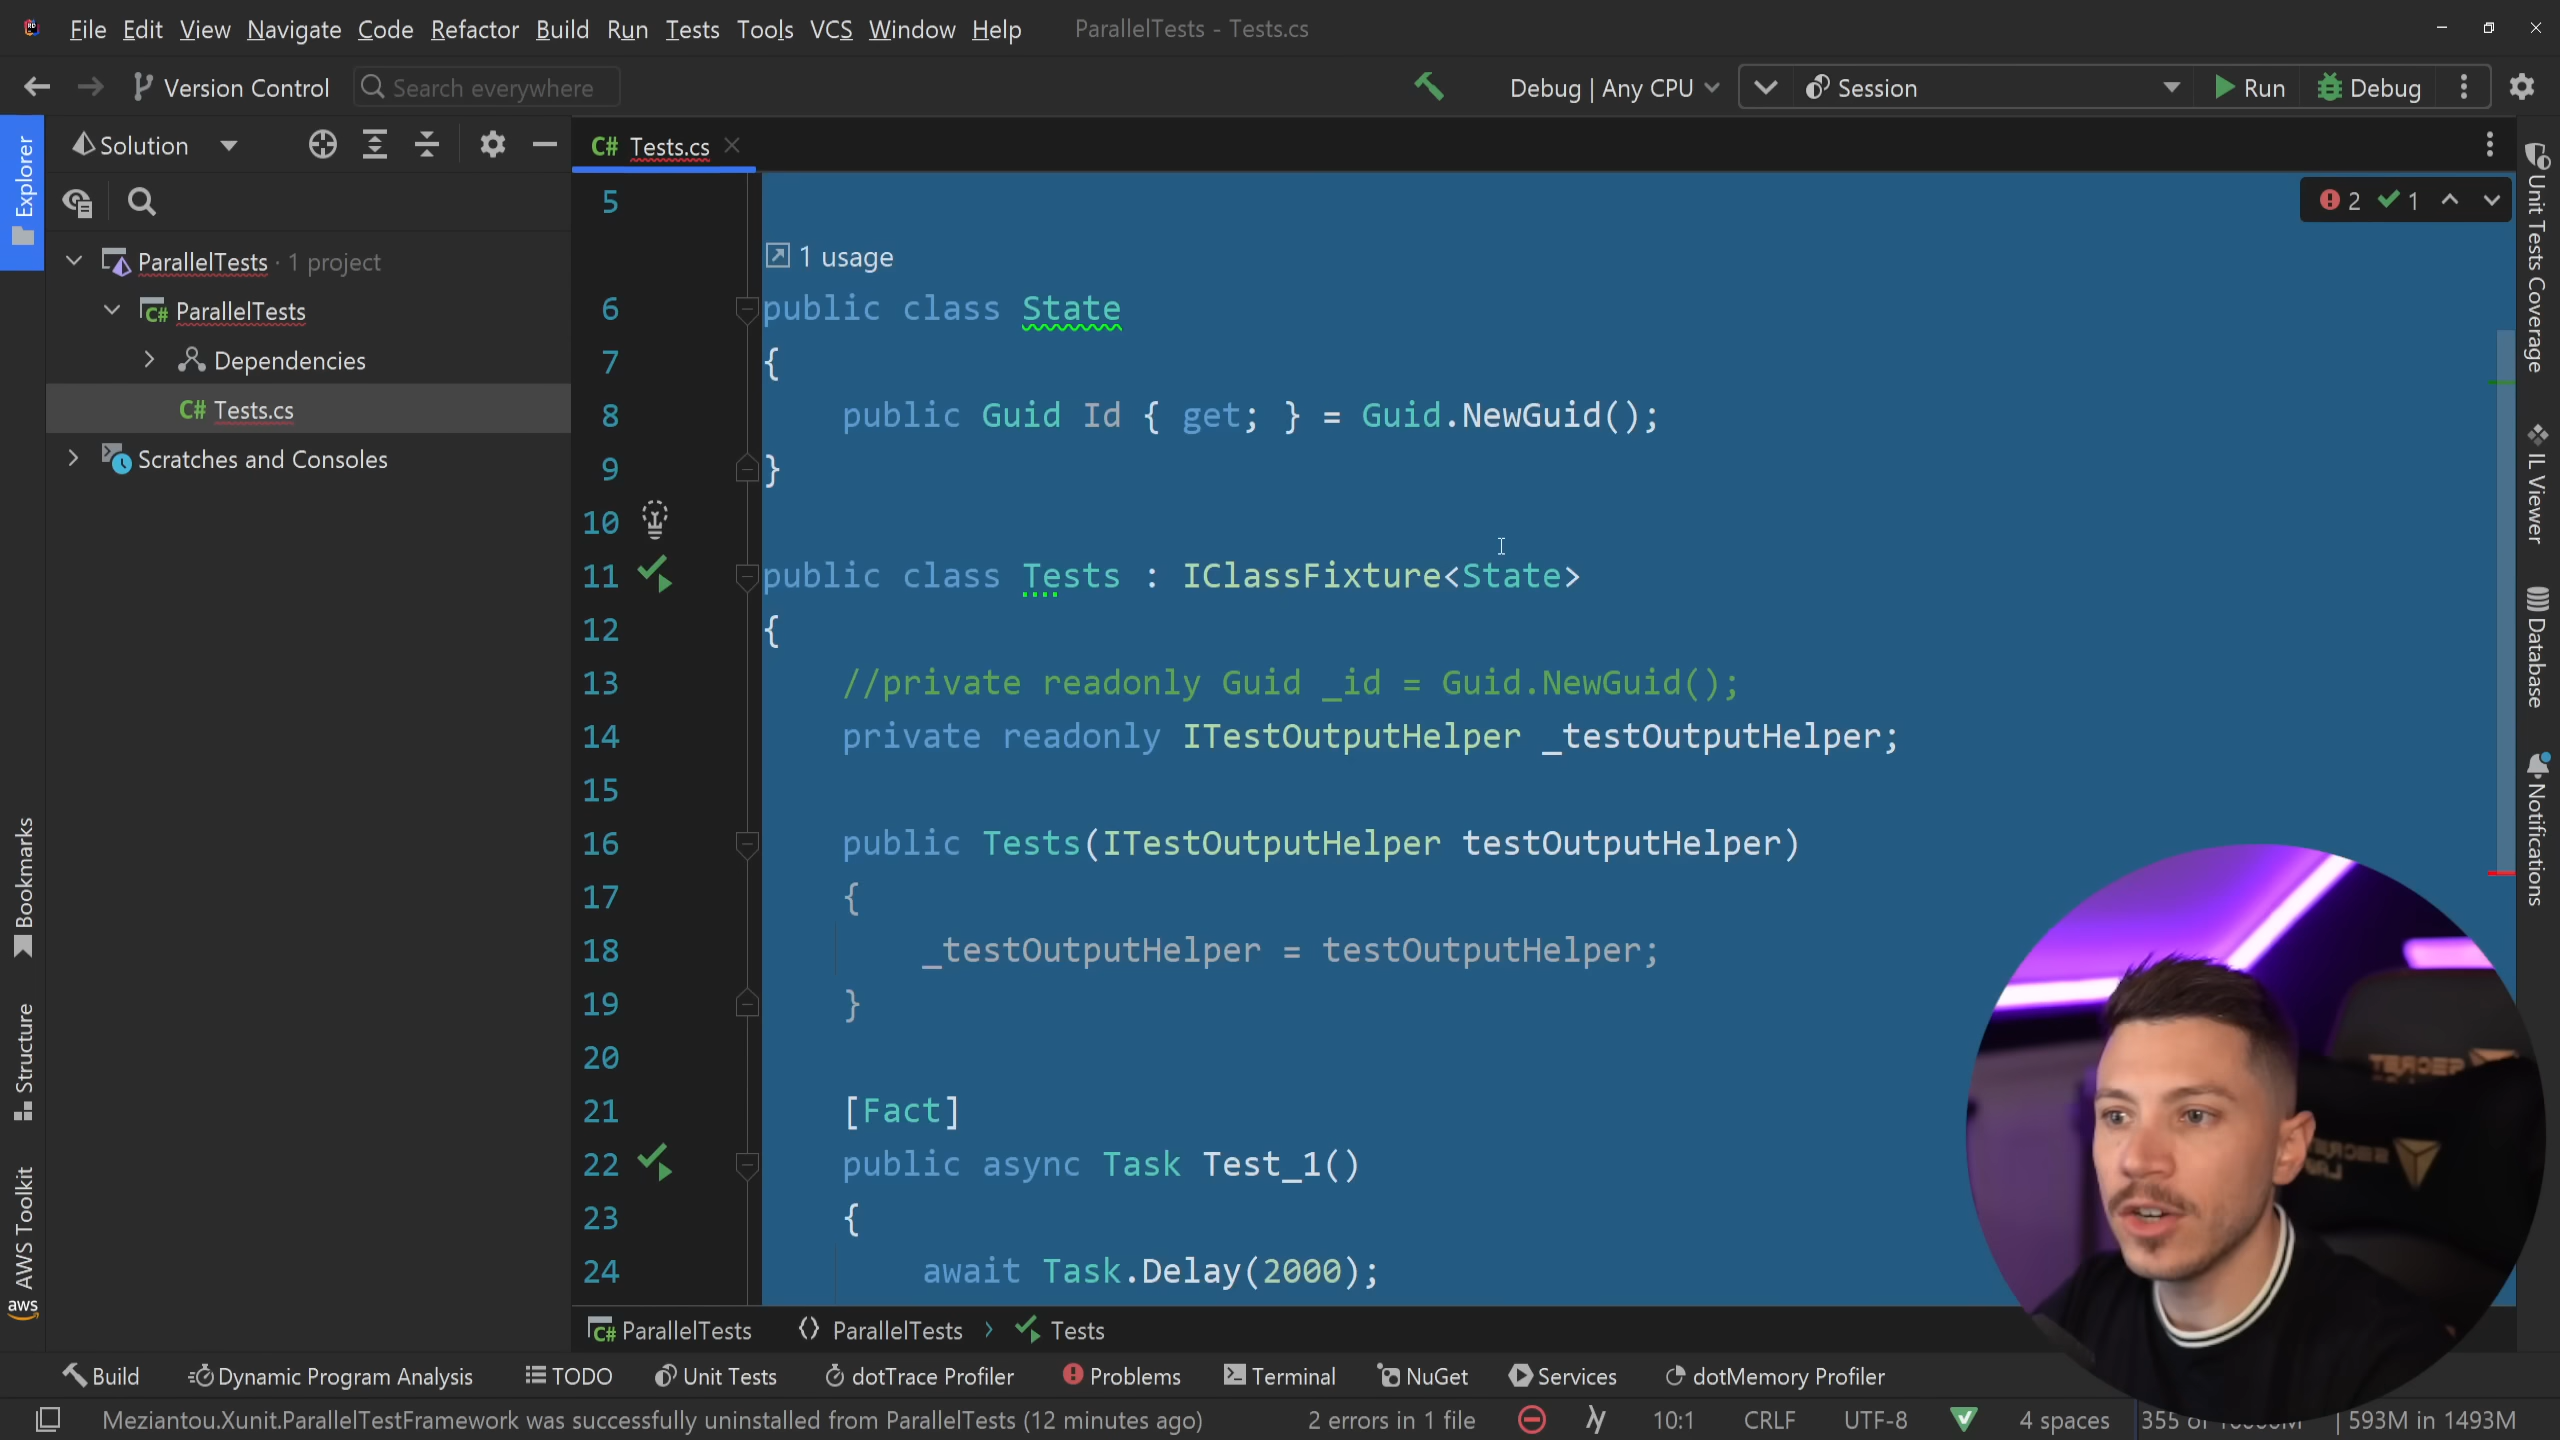 File Edit View Navigate Code Refactor Build Run Tests Tools VCS Window Help ParallelTests - Tests.cs
Version Control Search everywhere Debug | Any CPU Session Run Debug
Explorer
Solution
C# Tests.cs
ParallelTests · 1 project
C# ParallelTests
Dependencies
C# Tests.cs
Scratches and Consoles
2 1
5
1 usage
6 public class State
7 {
8 public Guid Id { get; } = Guid.NewGuid();
9 }
10
11 public class Tests : IClassFixture<State>
12 {
13 //private readonly Guid _id = Guid.NewGuid();
14 private readonly ITestOutputHelper _testOutputHelper;
15
16 public Tests(ITestOutputHelper testOutputHelper)
17 {
18 _testOutputHelper = testOutputHelper;
19 }
20
21 [Fact]
22 public async Task Test_1()
23 {
24 await Task.Delay(2000);
Unit Tests Coverage
IL Viewer
Database
Notifications
Bookmarks
Structure
AWS Toolkit
aws
C# ParallelTests ParallelTests Tests
Build Dynamic Program Analysis TODO Unit Tests dotTrace Profiler Problems Terminal NuGet Services dotMemory Profiler
Meziantou.Xunit.ParallelTestFramework was successfully uninstalled from ParallelTests (12 minutes ago) 2 errors in 1 file 10:1 CRLF UTF-8 4 spaces 355 of 593M in 1493M